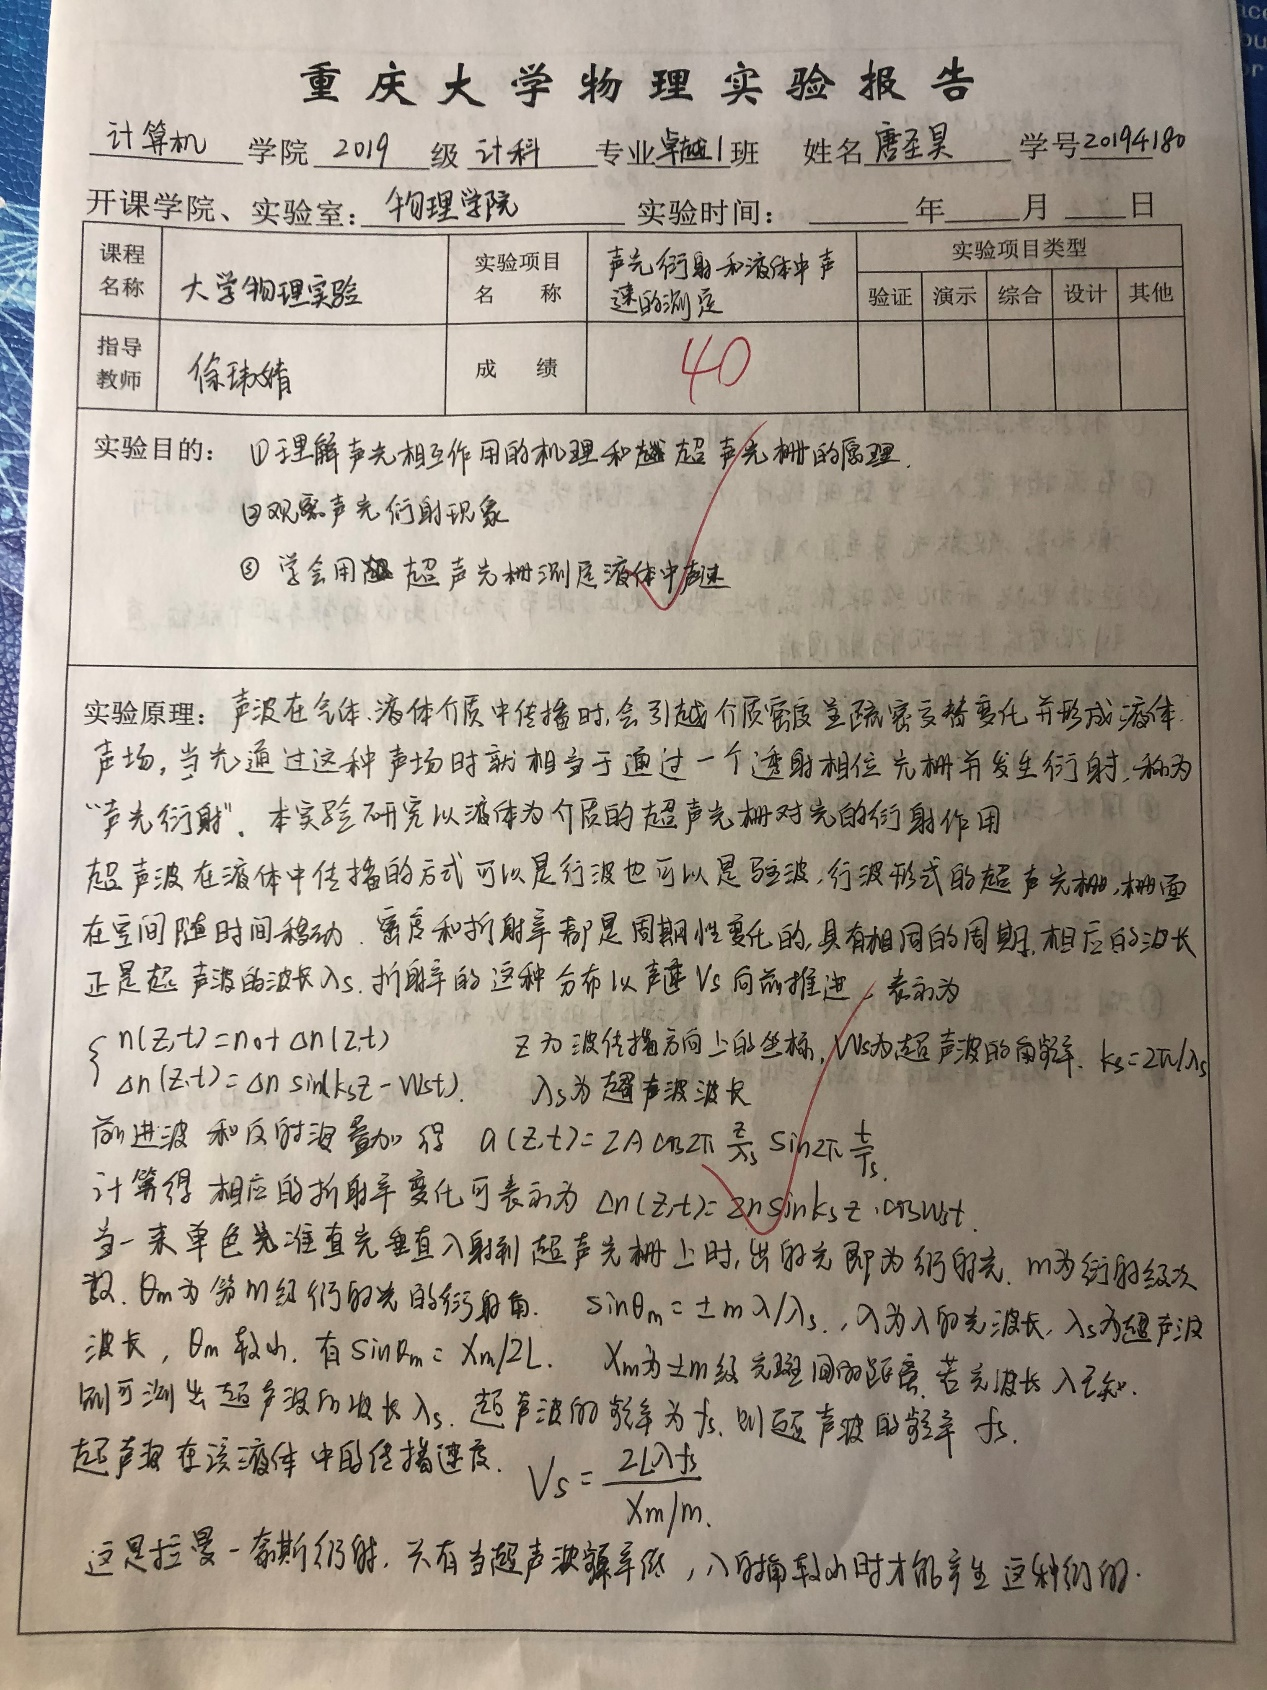 重庆大学物理实验报告
计算机 学院 2019 级 计科 专业 卓越1 班 姓名 唐圣昊 学号 20194180
开课学院、实验室： 物理学院 实验时间： 年 月 日
课程名称 大学物理实验 实验项目名称 声光衍射和液体中声速的测定 实验项目类型
验证 演示 综合 设计 其他
指导教师 徐玮婧 成绩 40
实验目的： ①理解声光相互作用的机理和超声光栅的原理.
②观察声光衍射现象
③ 学会用超声光栅测定液体中声速
实验原理： 声波在气体、液体介质中传播时,会引起介质密度呈疏密交替变化并形成液体
声场,当光通过这种声场时就相当于通过一个透射相位光栅并发生衍射,称为
"声光衍射". 本实验研究以液体为介质的超声光栅对光的衍射作用
超声波在液体中传播的方式可以是行波也可以是驻波,行波形式的超声光栅,栅面
在空间随时间移动. 密度和折射率都是周期性变化的,具有相同的周期,相应的波长
正是超声波的波长λs. 折射率的这种分布以声速Vs向前推进, 表示为
n(z,t)=n0+Δn(z,t) z为波传播方向上的坐标, Ws为超声波的角频率. ks=2π/λs
Δn(z,t)=Δn sin(ksz-Wst). λs为超声波波长
前进波和反射波叠加得 a(z,t)=2A cos2π z/λs sin2π t/Ts.
计算得相应的折射率变化可表示为 Δn(z,t)=2nsinksz·cosWst.
当一束单色准直光垂直入射到超声光栅上时,出射光即为衍射光. m为衍射级次
数. θm为第m级衍射光的衍射角. sinθm=±mλ/λs., λ为入射光波长, λs为超声波
波长, θm较小. 有sinθm=Xm/2L. Xm为±m级光斑间的距离. 若光波长λ已知.
则可测出超声波的波长λs. 超声波的频率为fs. 则超声波的频率 fs.
超声波在该液体中的传播速度. Vs=2Lλfs/Xm/m.
这是拉曼-奈斯衍射. 只有当超声波频率低,入射角较小时才能产生这种衍射.